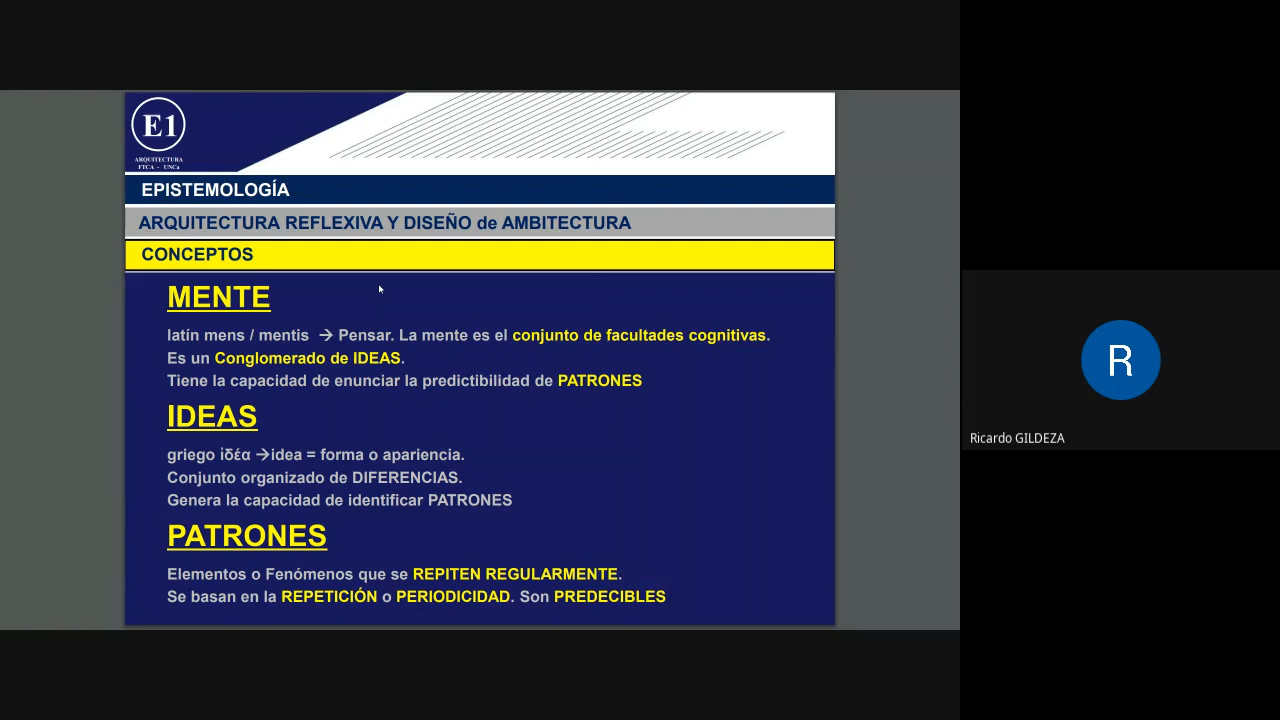 E1
ARQUITECTURA
FTCA - UNCa
EPISTEMOLOGÍA
ARQUITECTURA REFLEXIVA Y DISEÑO de AMBITECTURA
CONCEPTOS
MENTE
latín mens / mentis → Pensar. La mente es el conjunto de facultades cognitivas.
Es un Conglomerado de IDEAS.
Tiene la capacidad de enunciar la predictibilidad de PATRONES
IDEAS
griego ἰδέα →idea = forma o apariencia.
Conjunto organizado de DIFERENCIAS.
Genera la capacidad de identificar PATRONES
PATRONES
Elementos o Fenómenos que se REPITEN REGULARMENTE.
Se basan en la REPETICIÓN o PERIODICIDAD. Son PREDECIBLES
R
Ricardo GILDEZA